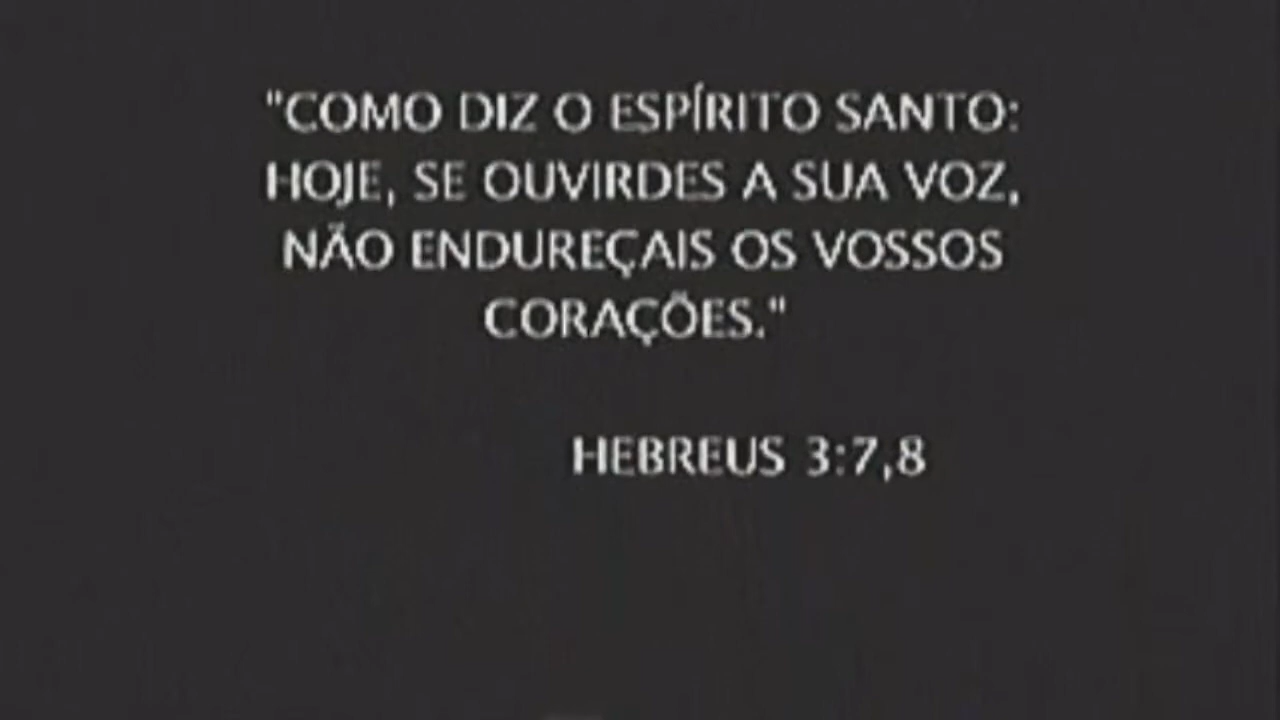 "COMO DIZ O ESPÍRITO SANTO:
HOJE, SE OUVIRDES A SUA VOZ,
NÃO ENDUREÇAIS OS VOSSOS
CORAÇÕES."
HEBREUS 3:7,8